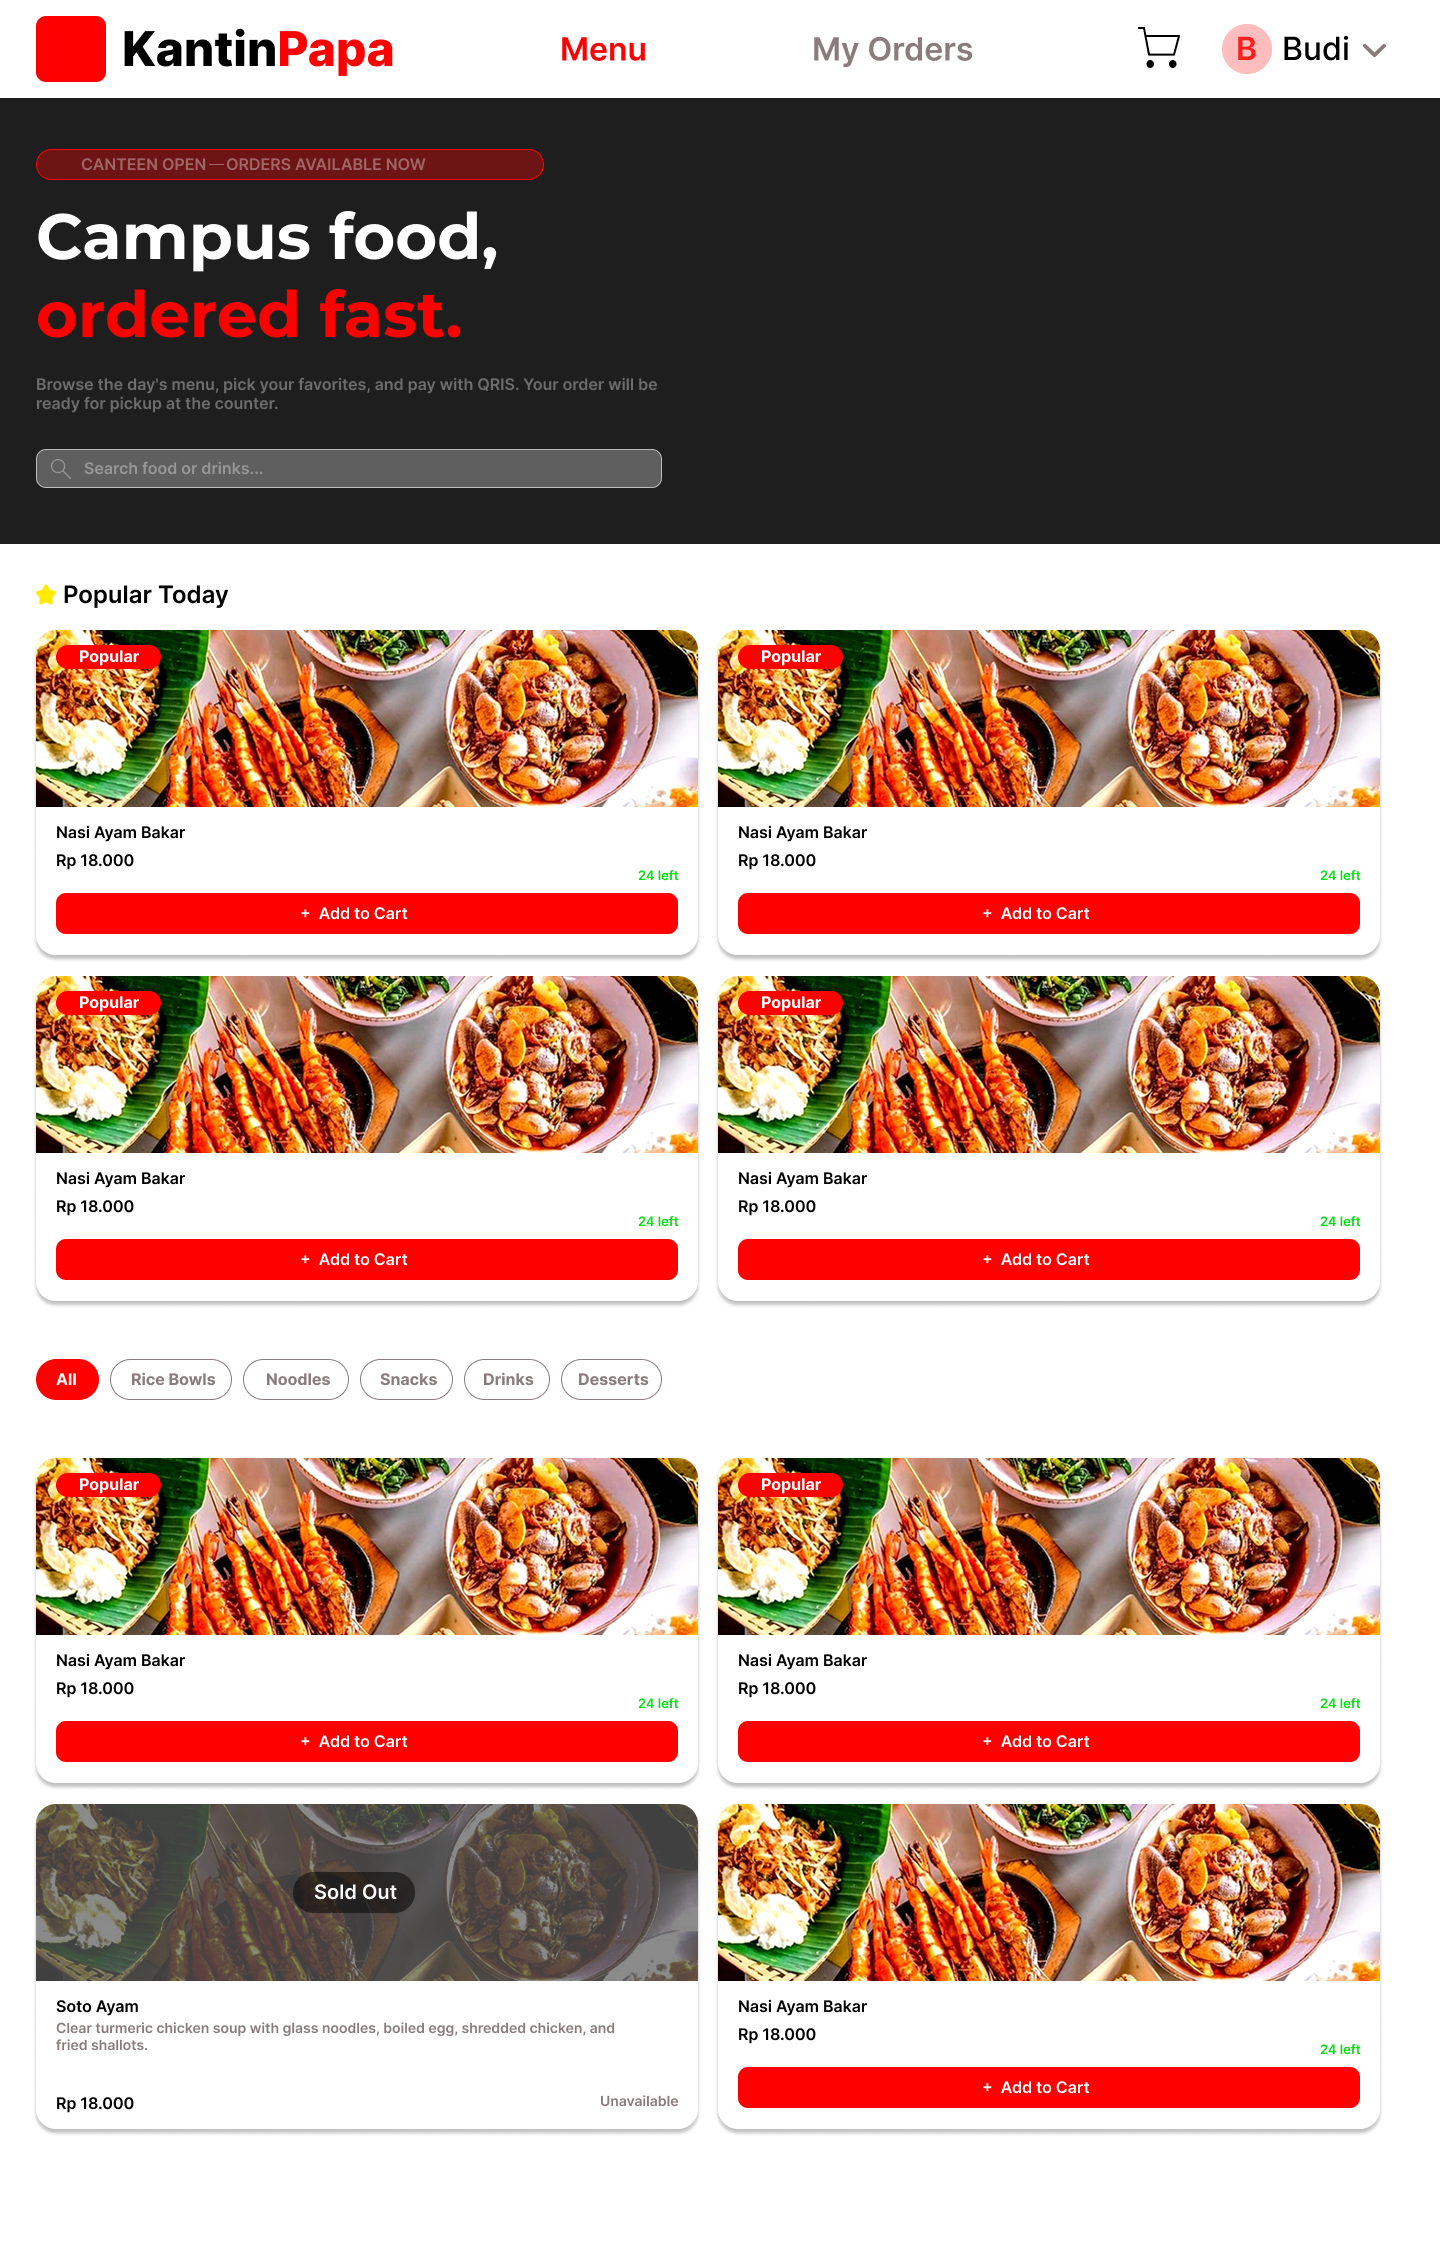 KantinPapa
Menu
My Orders
B
Budi
CANTEEN OPEN — ORDERS AVAILABLE NOW
Campus food,
ordered fast.
Browse the day's menu, pick your favorites, and pay with QRIS. Your order will be
ready for pickup at the counter.
Search food or drinks...
Popular Today
Popular
Nasi Ayam Bakar
Rp 18.000
24 left
+ Add to Cart
Popular
Nasi Ayam Bakar
Rp 18.000
24 left
+ Add to Cart
Popular
Nasi Ayam Bakar
Rp 18.000
24 left
+ Add to Cart
Popular
Nasi Ayam Bakar
Rp 18.000
24 left
+ Add to Cart
All
Rice Bowls
Noodles
Snacks
Drinks
Desserts
Popular
Nasi Ayam Bakar
Rp 18.000
24 left
+ Add to Cart
Popular
Nasi Ayam Bakar
Rp 18.000
24 left
+ Add to Cart
Sold Out
Soto Ayam
Clear turmeric chicken soup with glass noodles, boiled egg, shredded chicken, and
fried shallots.
Rp 18.000
Unavailable
Nasi Ayam Bakar
Rp 18.000
24 left
+ Add to Cart